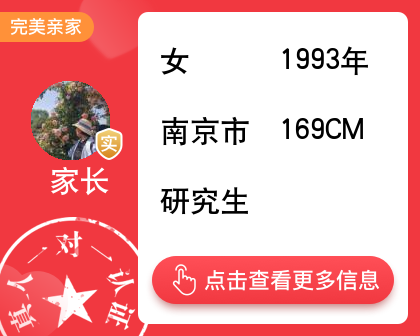 完美亲家
女 1993年
南京市 169CM
研究生
实
家长
真人一对一认证
点击查看更多信息